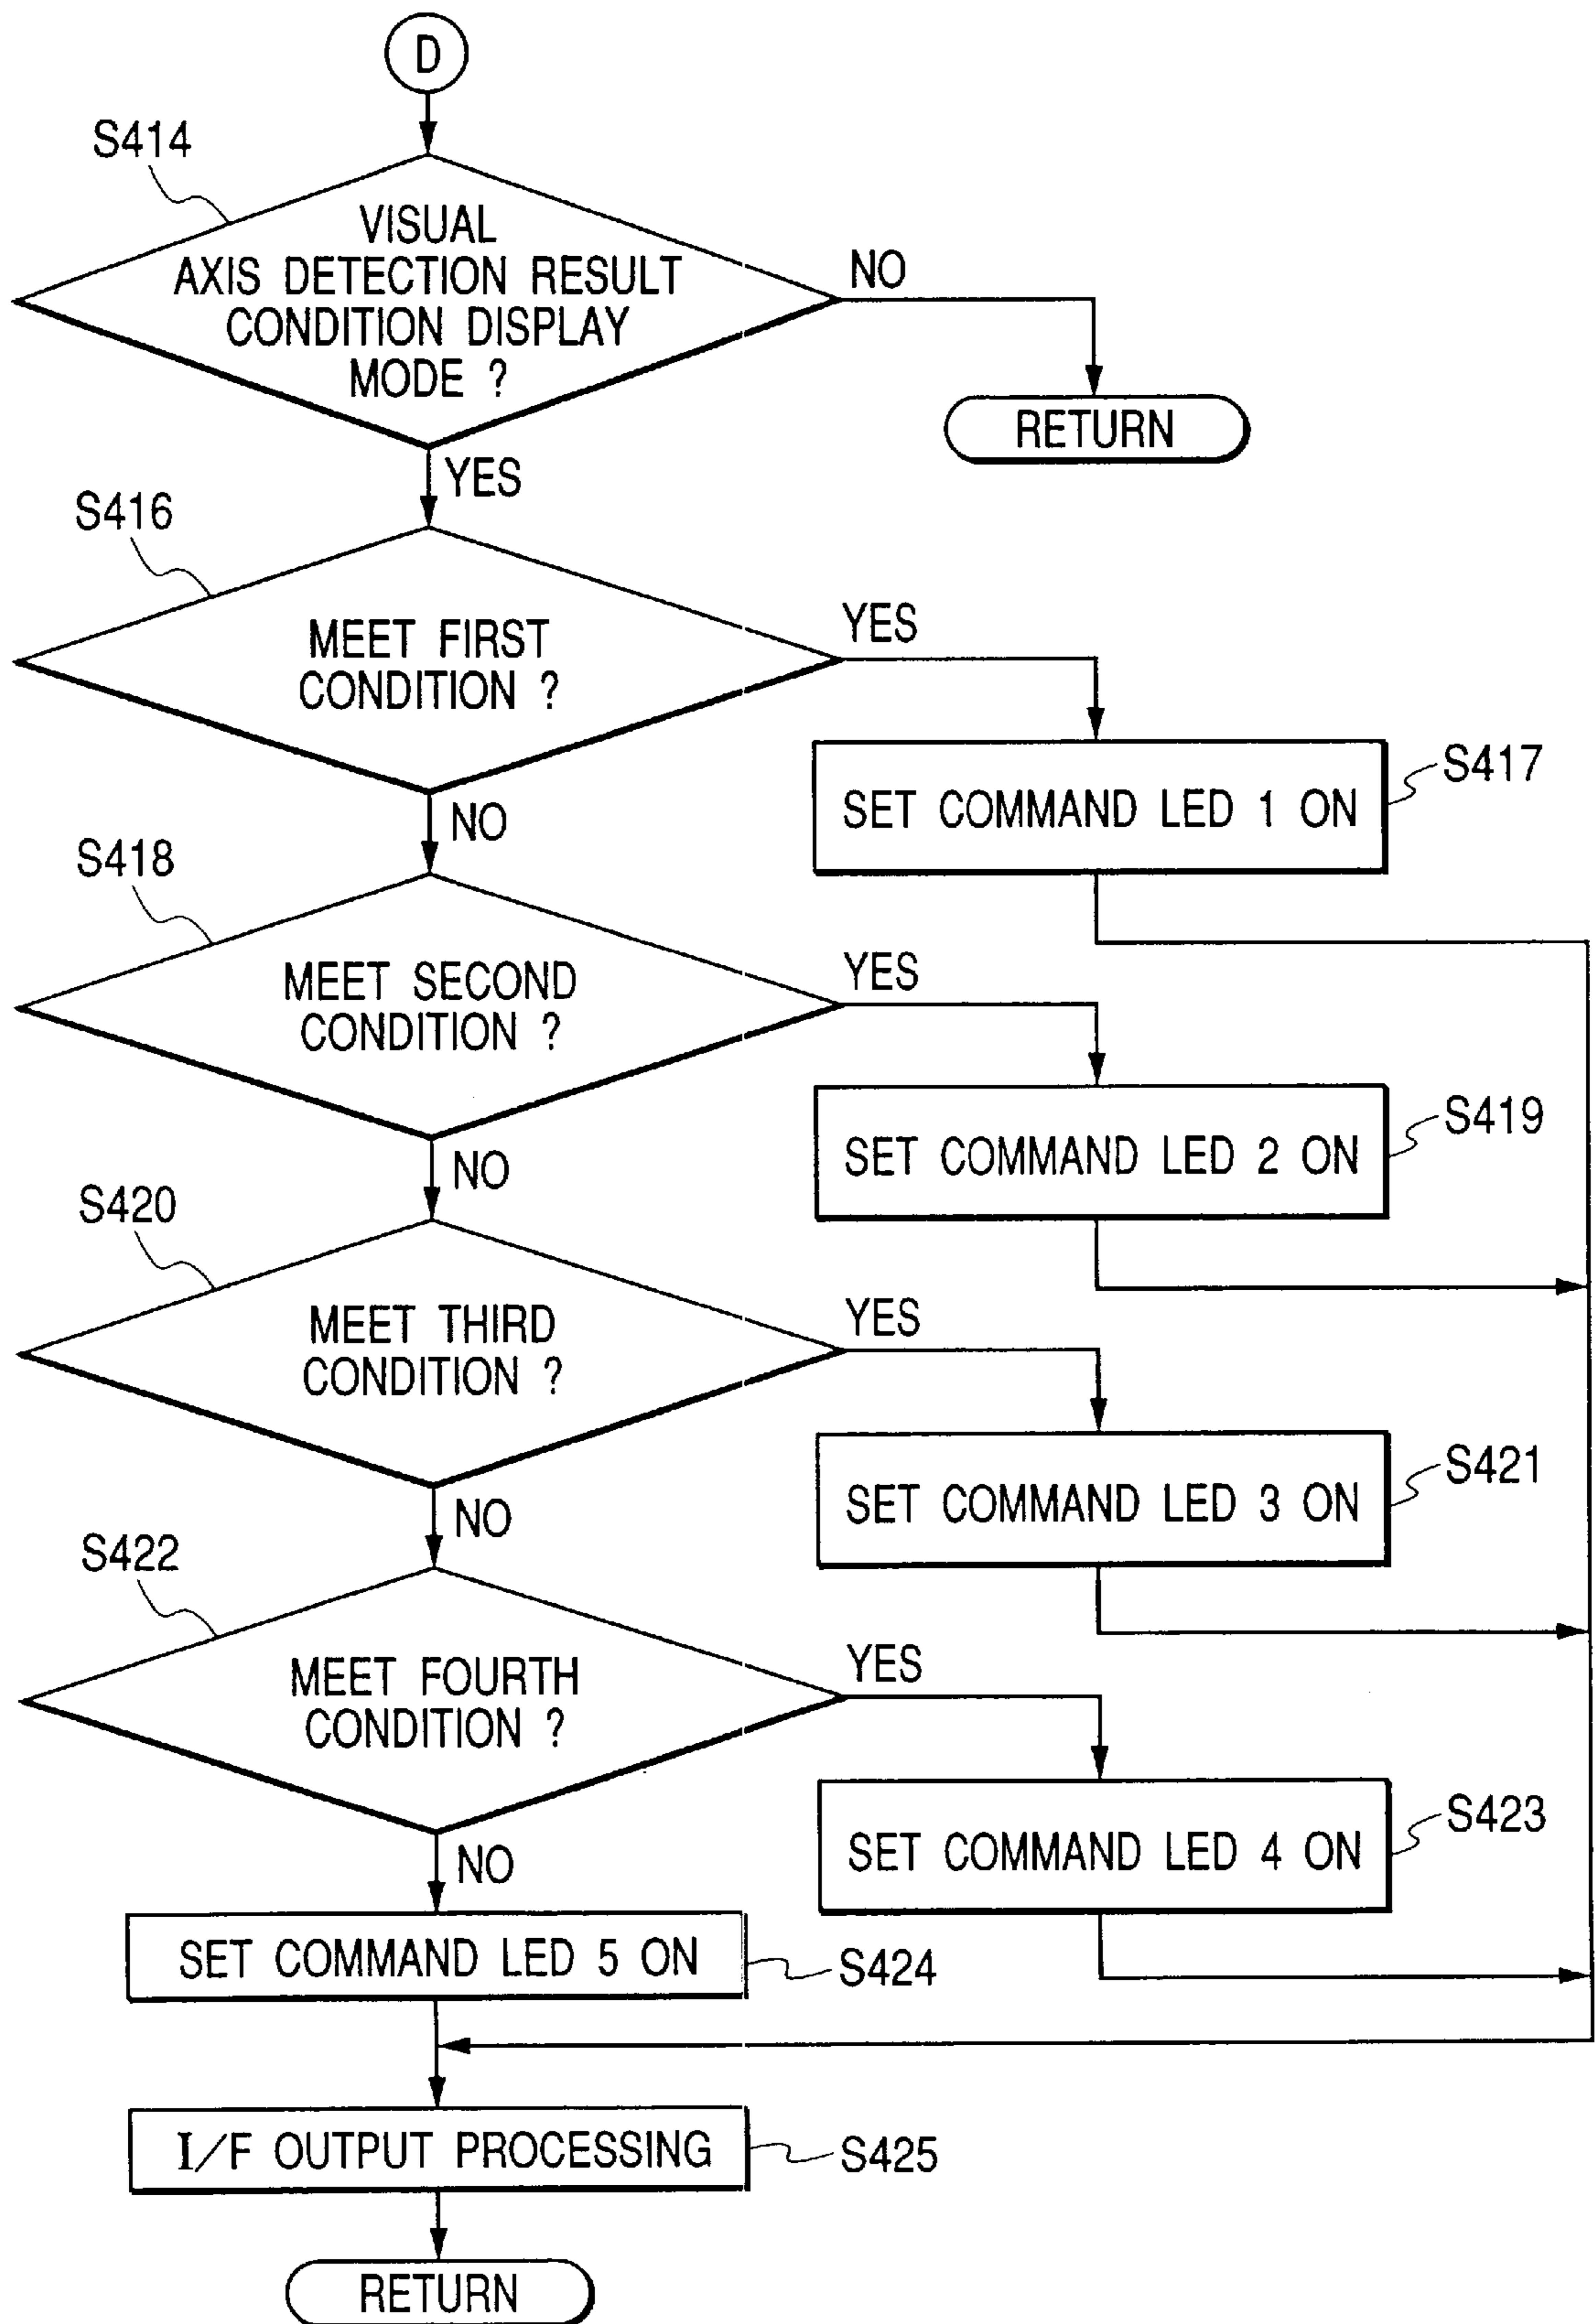 D
S414
VISUAL
AXIS DETECTION RESULT
CONDITION DISPLAY
MODE ?
NO
RETURN
YES
S416
MEET FIRST
CONDITION ?
YES
S417
SET COMMAND LED 1 ON
NO
S418
MEET SECOND
CONDITION ?
YES
S419
SET COMMAND LED 2 ON
NO
S420
MEET THIRD
CONDITION ?
YES
S421
SET COMMAND LED 3 ON
NO
S422
MEET FOURTH
CONDITION ?
YES
S423
SET COMMAND LED 4 ON
NO
SET COMMAND LED 5 ON
S424
I/F OUTPUT PROCESSING
S425
RETURN